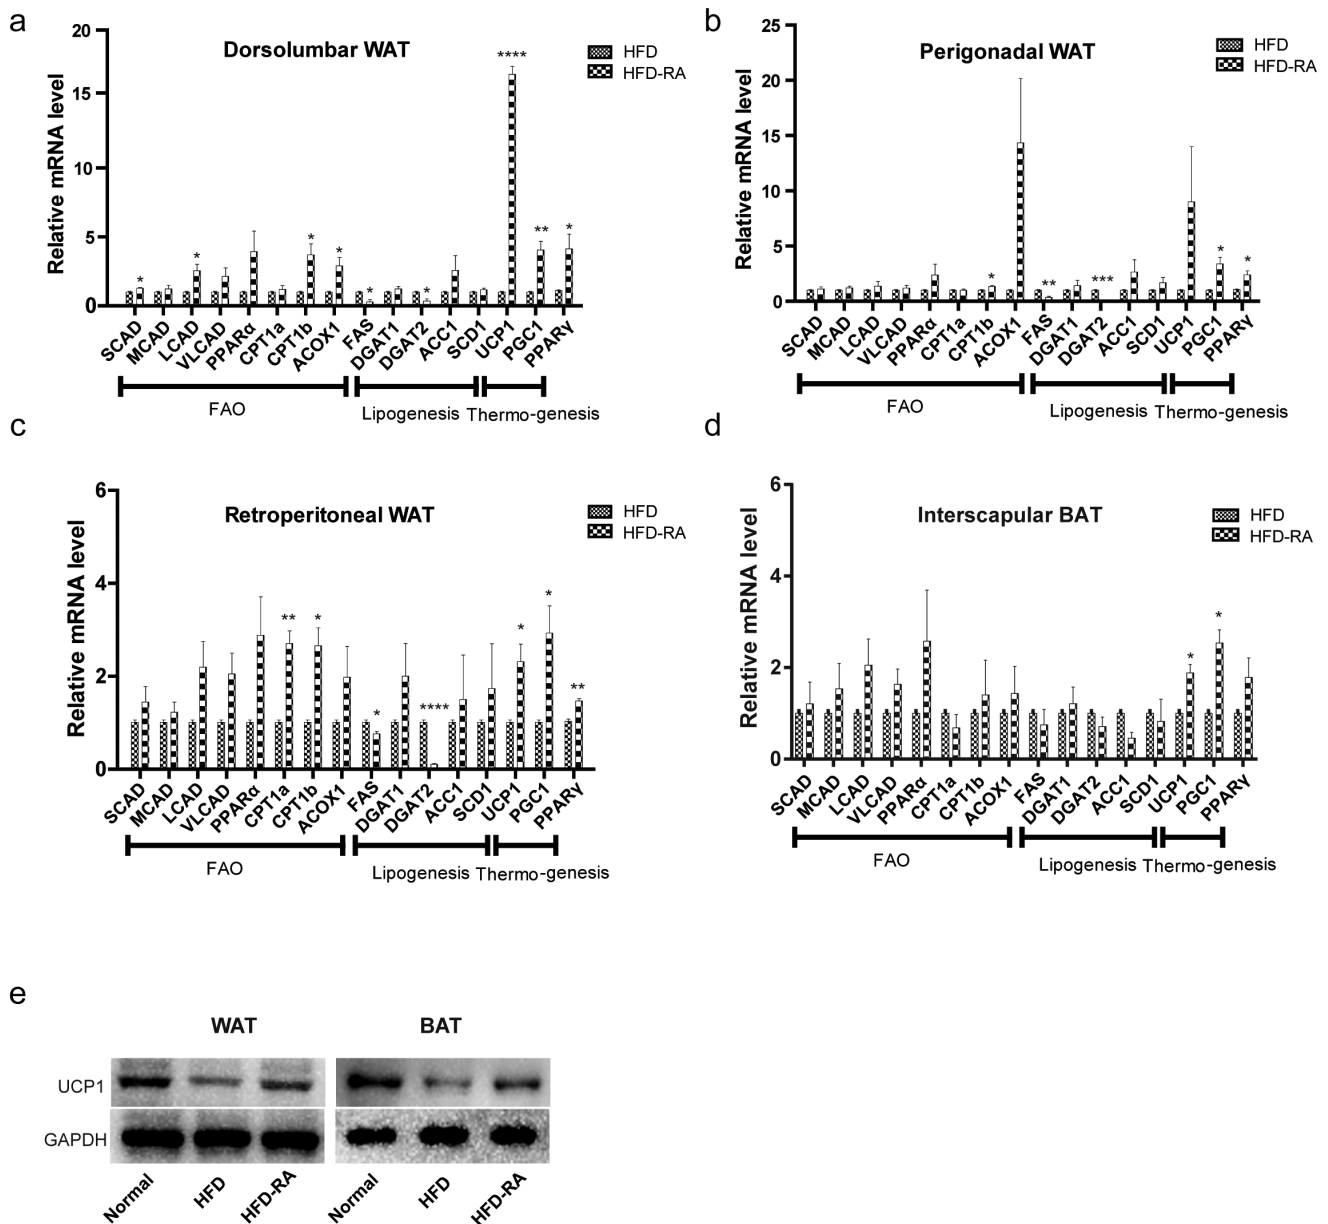 a
Dorsolumbar WAT
HFD
HFD-RA
Relative mRNA level
20
15
10
5
0
* * * * * * **** ** *
SCAD MCAD LCAD VLCAD PPARα CPT1a CPT1b ACOX1 FAS DGAT1 DGAT2 ACC1 SCD1 UCP1 PGC1 PPARγ
FAO Lipogenesis Thermo-genesis
b
Perigonadal WAT
HFD
HFD-RA
Relative mRNA level
25
20
15
10
5
0
* ** *** * *
SCAD MCAD LCAD VLCAD PPARα CPT1a CPT1b ACOX1 FAS DGAT1 DGAT2 ACC1 SCD1 UCP1 PGC1 PPARγ
FAO Lipogenesis Thermo-genesis
c
Retroperitoneal WAT
HFD
HFD-RA
Relative mRNA level
6
4
2
0
** * * **** * * **
SCAD MCAD LCAD VLCAD PPARα CPT1a CPT1b ACOX1 FAS DGAT1 DGAT2 ACC1 SCD1 UCP1 PGC1 PPARγ
FAO Lipogenesis Thermo-genesis
d
Interscapular BAT
HFD
HFD-RA
Relative mRNA level
6
4
2
0
* *
SCAD MCAD LCAD VLCAD PPARα CPT1a CPT1b ACOX1 FAS DGAT1 DGAT2 ACC1 SCD1 UCP1 PGC1 PPARγ
FAO Lipogenesis Thermo-genesis
e
WAT BAT
UCP1
GAPDH
Normal HFD HFD-RA Normal HFD HFD-RA